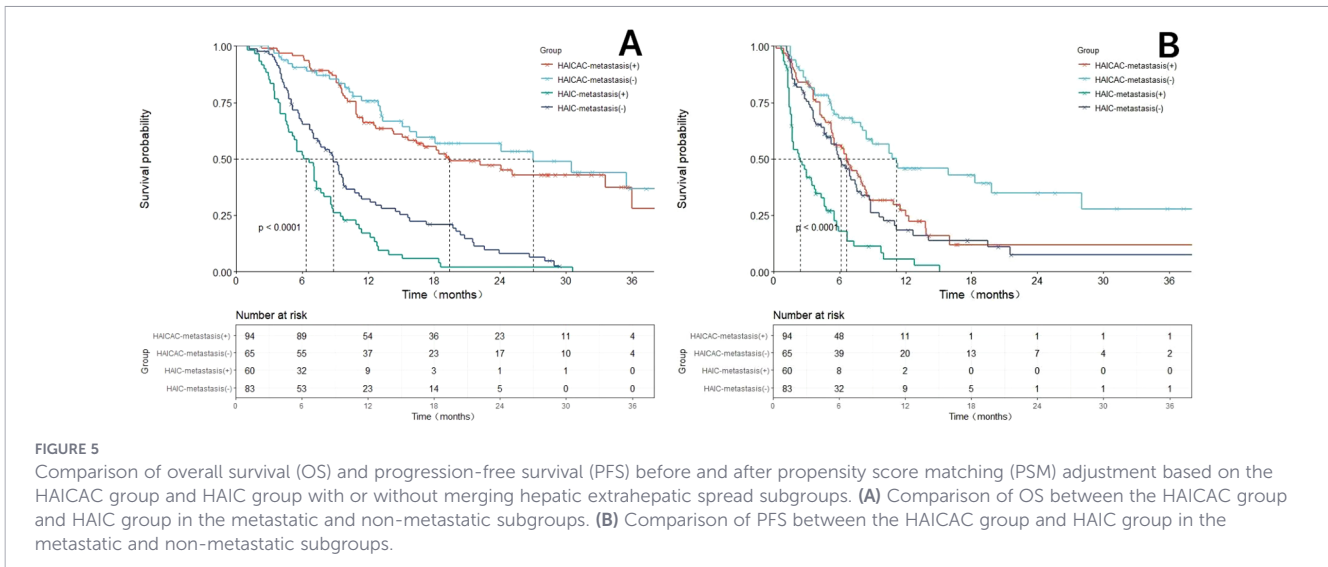 A
Group
HAICAC-metastasis(+)
HAICAC-metastasis(-)
HAIC-metastasis(+)
HAIC-metastasis(-)
Survival probability
1.00
0.75
0.50
0.25
0.00
p < 0.0001
0 6 12 18 24 30 36
Time（months）
Number at risk
Group
HAICAC-metastasis(+) 94 89 54 36 23 11 4
HAICAC-metastasis(-) 65 55 37 23 17 10 4
HAIC-metastasis(+) 60 32 9 3 1 1 0
HAIC-metastasis(-) 83 53 23 14 5 0 0
0 6 12 18 24 30 36
Time（months）
B
Group
HAICAC-metastasis(+)
HAICAC-metastasis(-)
HAIC-metastasis(+)
HAIC-metastasis(-)
Survival probability
1.00
0.75
0.50
0.25
0.00
p < 0.0001
0 6 12 18 24 30 36
Time（months）
Number at risk
Group
HAICAC-metastasis(+) 94 48 11 1 1 1 1
HAICAC-metastasis(-) 65 39 20 13 7 4 2
HAIC-metastasis(+) 60 8 2 0 0 0 0
HAIC-metastasis(-) 83 32 9 5 1 1 1
0 6 12 18 24 30 36
Time（months）
FIGURE 5
Comparison of overall survival (OS) and progression-free survival (PFS) before and after propensity score matching (PSM) adjustment based on the
HAICAC group and HAIC group with or without merging hepatic extrahepatic spread subgroups. (A) Comparison of OS between the HAICAC group
and HAIC group in the metastatic and non-metastatic subgroups. (B) Comparison of PFS between the HAICAC group and HAIC group in the
metastatic and non-metastatic subgroups.